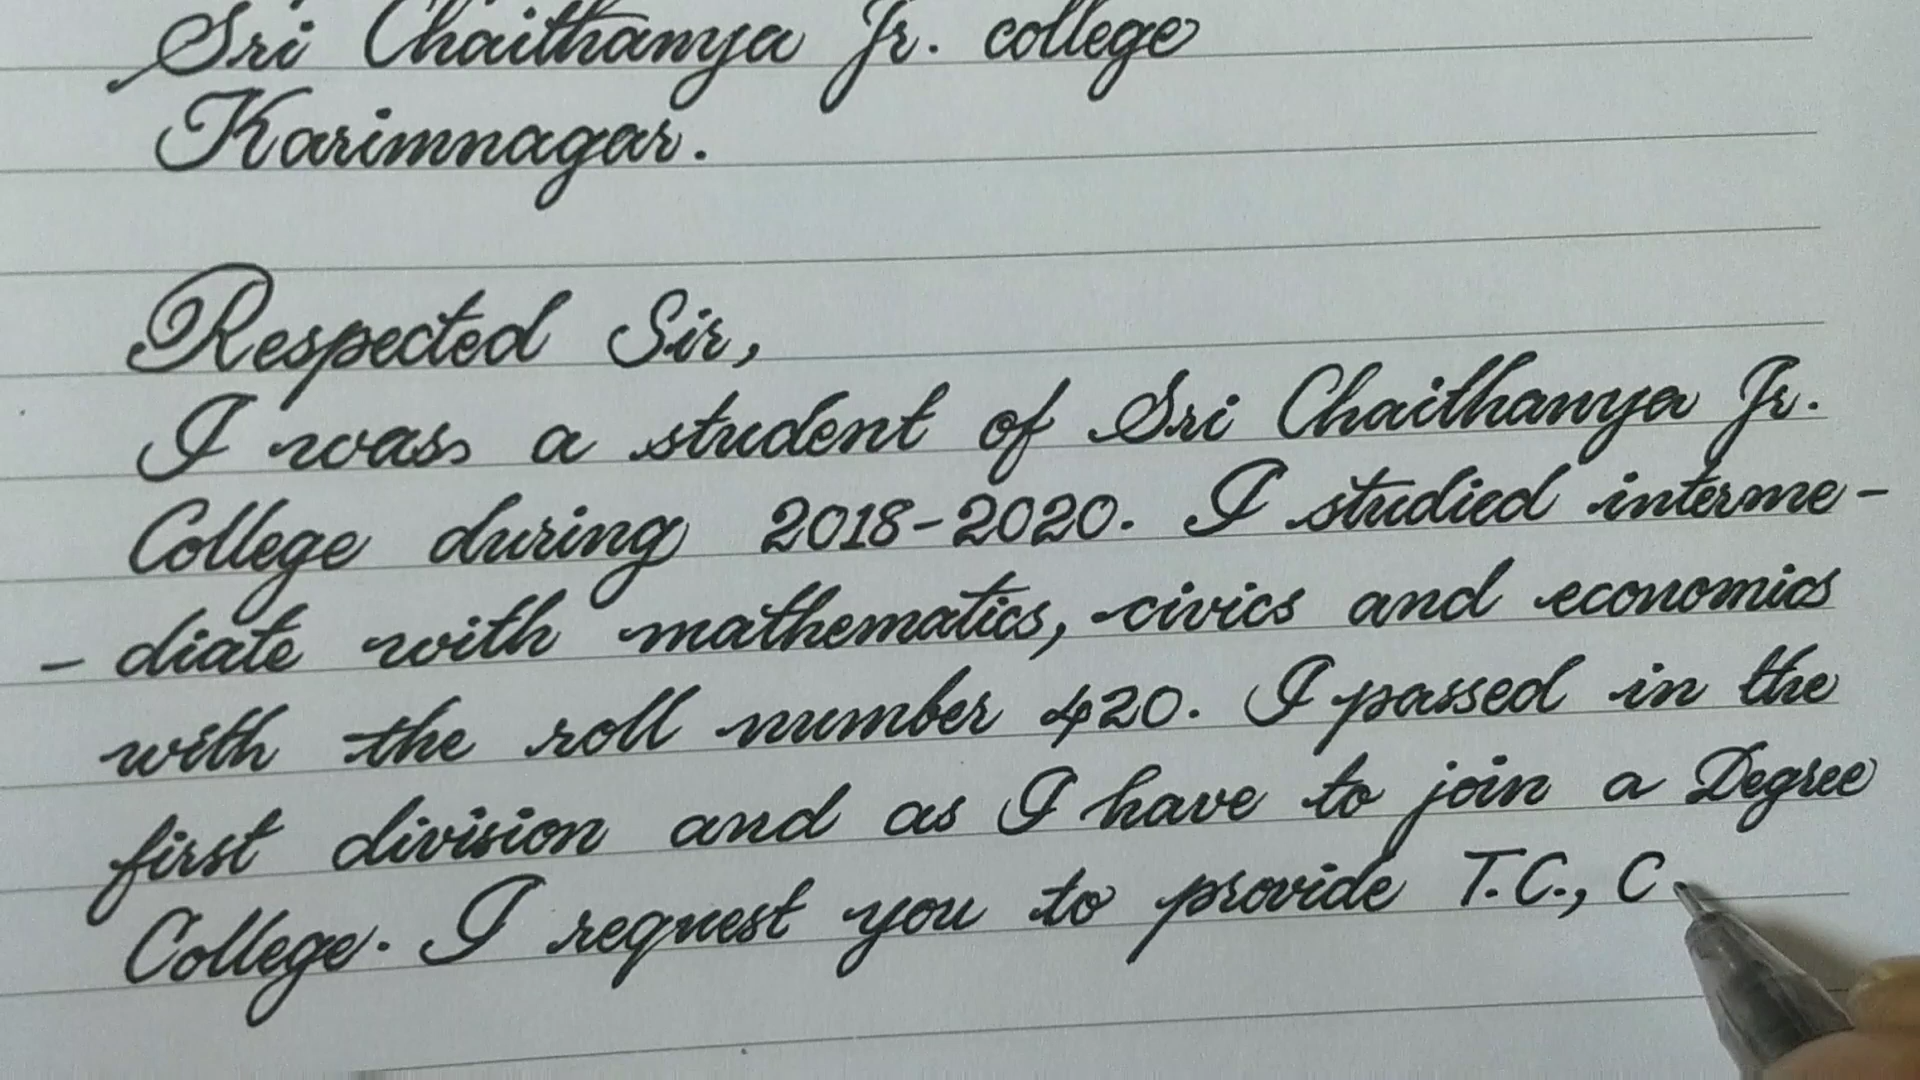 Sri Chaithanya Jr. college
Karimnagar.
Respected Sir,
I was a student of Sri Chaithanya Jr.
College during 2018-2020. I studied interme-
- diate with mathematics, civics and economics
with the roll number 420. I passed in the
first division and as I have to join a Degree
College. I request you to provide T.C., C.